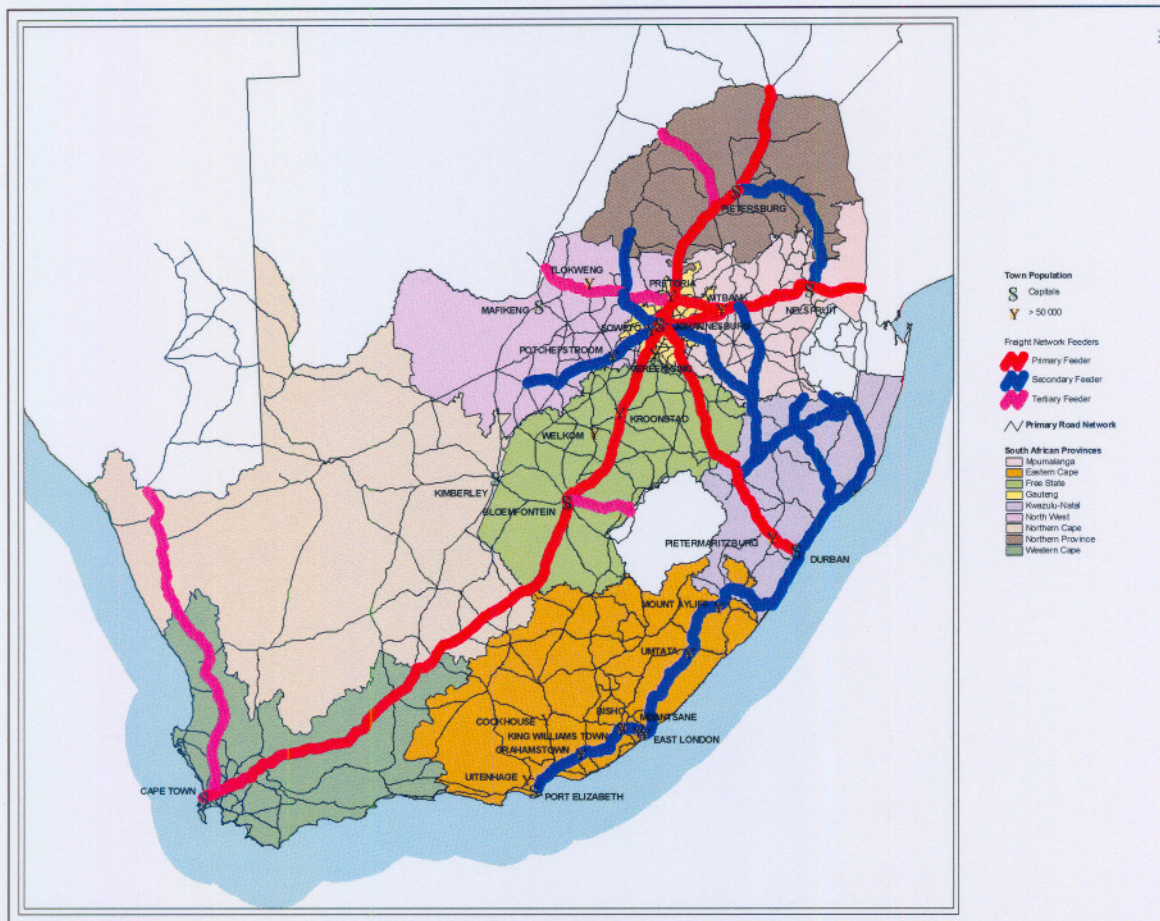 PIETERSBURG
TLOKWENG
PRETORIA
WITBANK
MAFIKENG
NELSPRUIT
SOWETO
JOHANNESBURG
POTCHEFSTROOM
VEREENIGING
KROONSTAD
WELKOM
KIMBERLEY
BLOEMFONTEIN
PIETERMARITZBURG
DURBAN
MOUNT AYLIFF
UMTATA
BISHO
MDANTSANE
COCKHOUSE
KING WILLIAMS TOWN
EAST LONDON
GRAHAMSTOWN
UITENHAGE
CAPE TOWN
PORT ELIZABETH
Town Population
S Capitals
Y > 50 000
Freight Network Feeders
Primary Feeder
Secondary Feeder
Tertiary Feeder
Primary Road Network
South African Provinces
Mpumalanga
Eastern Cape
Free State
Gauteng
Kwazulu-Natal
North West
Northern Cape
Northern Province
Western Cape